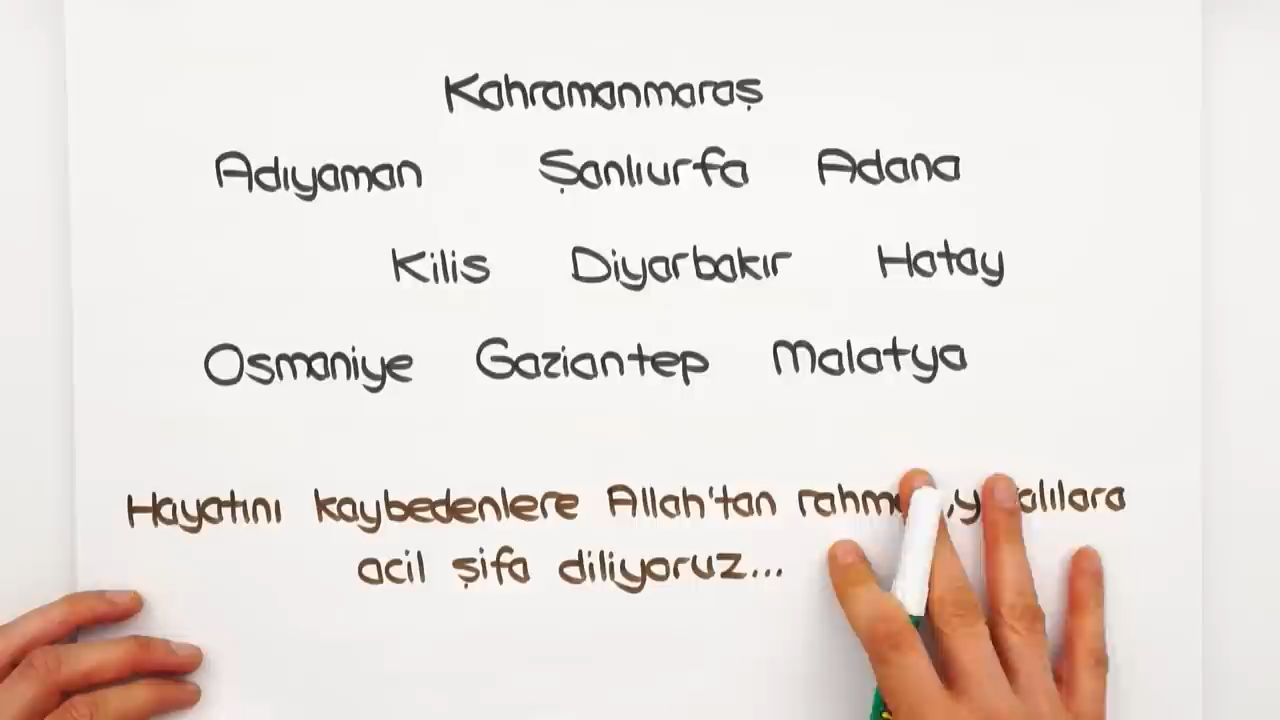 Kahramanmaraş
Adıyaman Şanlıurfa Adana
Kilis Diyarbakır Hatay
Osmaniye Gaziantep Malatya
Hayatını kaybedenlere Allah'tan
acil şifa diliyoruz...